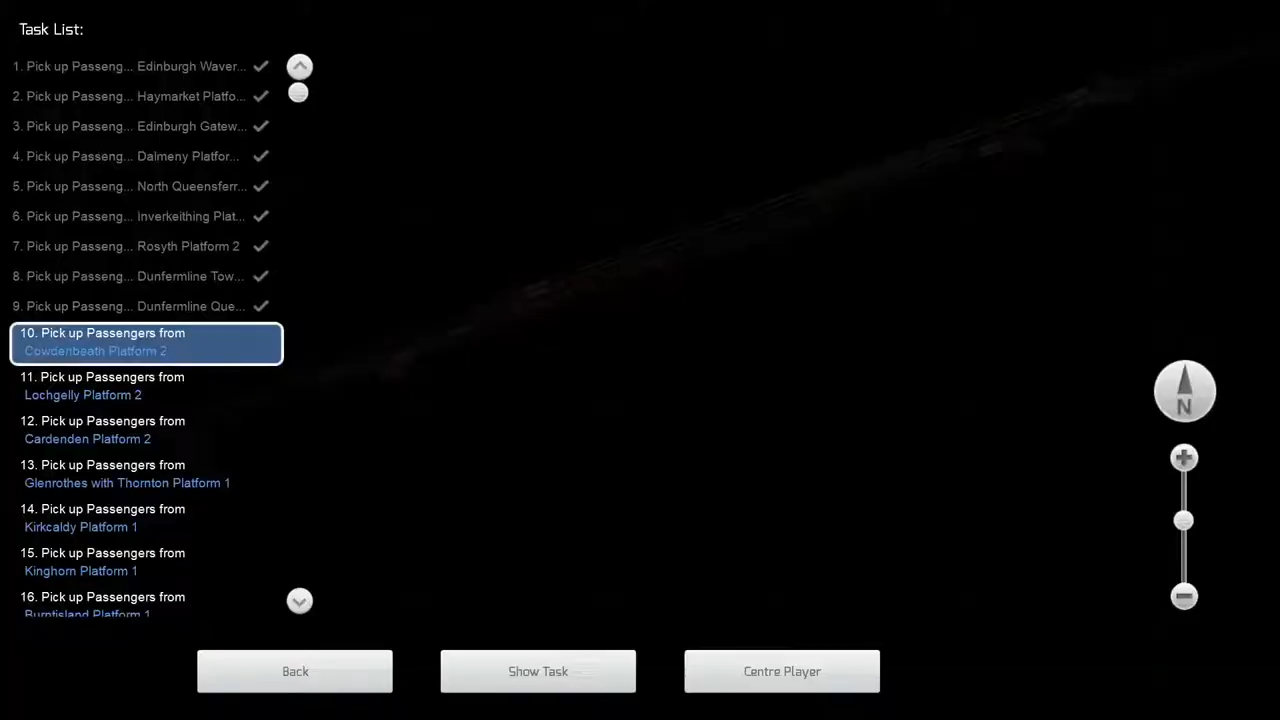 Task List:
1. Pick up Passeng... Edinburgh Waver...
2. Pick up Passeng... Haymarket Platfo...
3. Pick up Passeng... Edinburgh Gatew...
4. Pick up Passeng... Dalmeny Platfor...
5. Pick up Passeng... North Queensferr...
6. Pick up Passeng... Inverkeithing Plat...
7. Pick up Passeng... Rosyth Platform 2
8. Pick up Passeng... Dunfermline Tow...
9. Pick up Passeng... Dunfermline Que...
10. Pick up Passengers from
Cowdenbeath Platform 2
11. Pick up Passengers from
Lochgelly Platform 2
12. Pick up Passengers from
Cardenden Platform 2
13. Pick up Passengers from
Glenrothes with Thornton Platform 1
14. Pick up Passengers from
Kirkcaldy Platform 1
15. Pick up Passengers from
Kinghorn Platform 1
16. Pick up Passengers from
Burntisland Platform 1
N
Back
Show Task
Centre Player